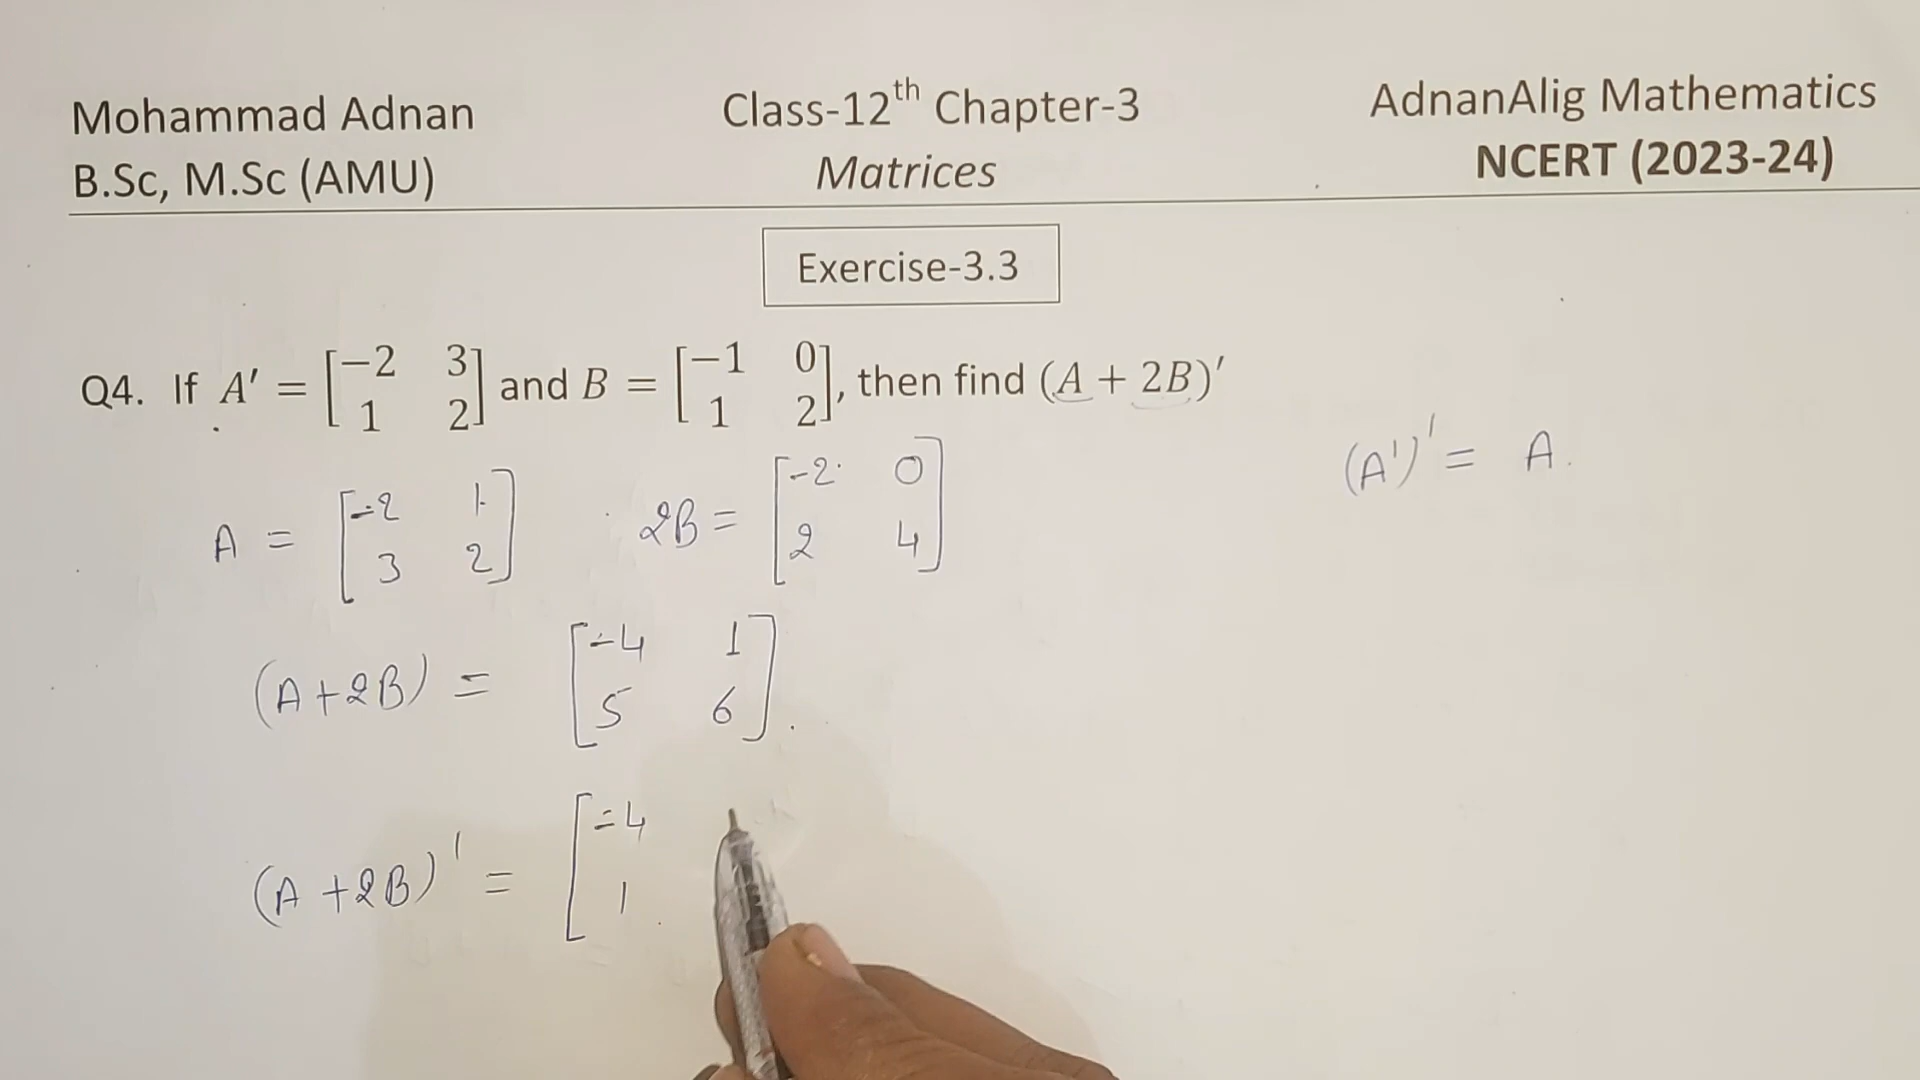 Mohammad Adnan
B.Sc, M.Sc (AMU)
Class-12th Chapter-3
Matrices
AdnanAlig Mathematics
NCERT (2023-24)
Exercise-3.3
Q4. If A′ = [−2 3; 1 2] and B = [−1 0; 1 2], then find (A + 2B)′
(A')' = A.
A = [-2 1; 3 2] 2B = [-2 0; 2 4]
(A+2B) = [-4 1; 5 6].
(A+2B)' = [-4 1